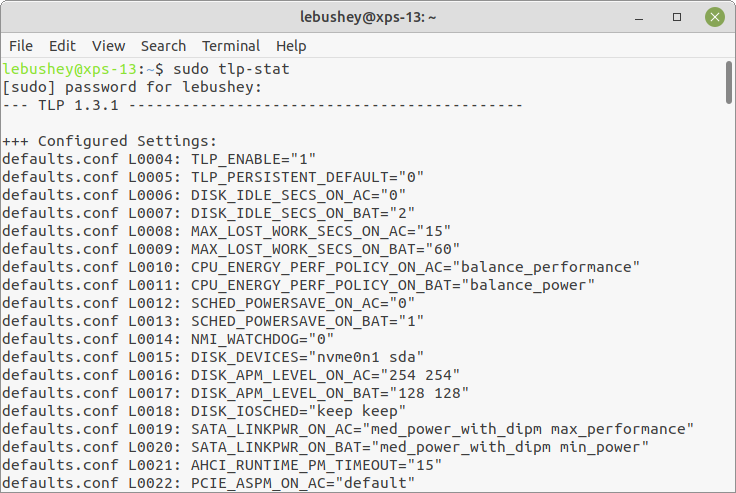 lebushey@xps-13: ~
File Edit View Search Terminal Help
lebushey@xps-13:~$ sudo tlp-stat
[sudo] password for lebushey:
--- TLP 1.3.1 --------------------------------------------
+++ Configured Settings:
defaults.conf L0004: TLP_ENABLE="1"
defaults.conf L0005: TLP_PERSISTENT_DEFAULT="0"
defaults.conf L0006: DISK_IDLE_SECS_ON_AC="0"
defaults.conf L0007: DISK_IDLE_SECS_ON_BAT="2"
defaults.conf L0008: MAX_LOST_WORK_SECS_ON_AC="15"
defaults.conf L0009: MAX_LOST_WORK_SECS_ON_BAT="60"
defaults.conf L0010: CPU_ENERGY_PERF_POLICY_ON_AC="balance_performance"
defaults.conf L0011: CPU_ENERGY_PERF_POLICY_ON_BAT="balance_power"
defaults.conf L0012: SCHED_POWERSAVE_ON_AC="0"
defaults.conf L0013: SCHED_POWERSAVE_ON_BAT="1"
defaults.conf L0014: NMI_WATCHDOG="0"
defaults.conf L0015: DISK_DEVICES="nvme0n1 sda"
defaults.conf L0016: DISK_APM_LEVEL_ON_AC="254 254"
defaults.conf L0017: DISK_APM_LEVEL_ON_BAT="128 128"
defaults.conf L0018: DISK_IOSCHED="keep keep"
defaults.conf L0019: SATA_LINKPWR_ON_AC="med_power_with_dipm max_performance"
defaults.conf L0020: SATA_LINKPWR_ON_BAT="med_power_with_dipm min_power"
defaults.conf L0021: AHCI_RUNTIME_PM_TIMEOUT="15"
defaults.conf L0022: PCIE_ASPM_ON_AC="default"